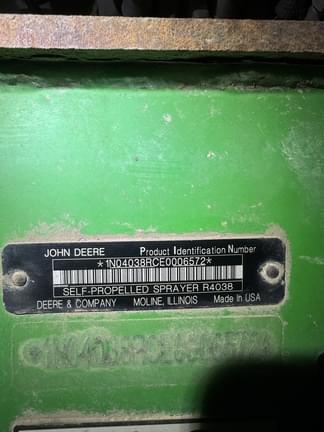 JOHN DEERE Product Identification Number
*1N04038RCE0006572*
SELF-PROPELLED SPRAYER R4038
DEERE & COMPANY MOLINE, ILLINOIS Made In USA